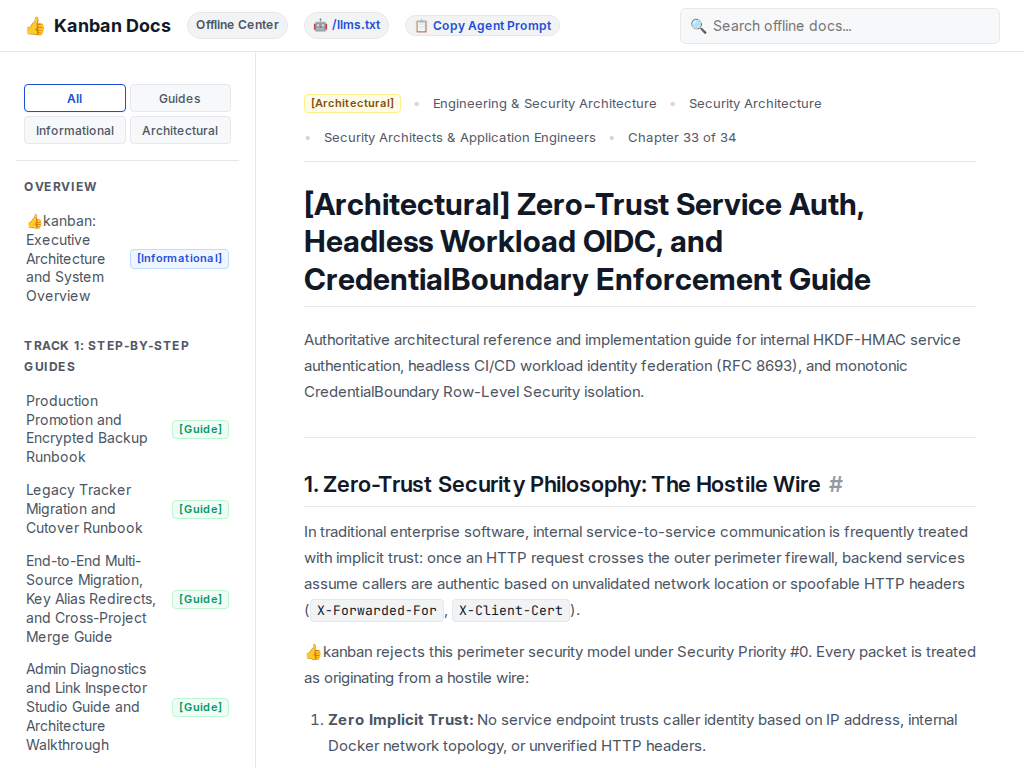 👍 Kanban Docs
Offline Center
🤖 /llms.txt
📋 Copy Agent Prompt
🔍 Search offline docs...
All
Guides
Informational
Architectural
OVERVIEW
👍kanban:
Executive
Architecture
and System
Overview
[Informational]
TRACK 1: STEP-BY-STEP
GUIDES
Production
Promotion and
Encrypted Backup
Runbook
[Guide]
Legacy Tracker
Migration and
Cutover Runbook
[Guide]
End-to-End Multi-
Source Migration,
Key Alias Redirects,
and Cross-Project
Merge Guide
[Guide]
Admin Diagnostics
and Link Inspector
Studio Guide and
Architecture
Walkthrough
[Guide]
[Architectural] • Engineering & Security Architecture • Security Architecture
• Security Architects & Application Engineers • Chapter 33 of 34
[Architectural] Zero-Trust Service Auth,
Headless Workload OIDC, and
CredentialBoundary Enforcement Guide
Authoritative architectural reference and implementation guide for internal HKDF-HMAC service
authentication, headless CI/CD workload identity federation (RFC 8693), and monotonic
CredentialBoundary Row-Level Security isolation.
1. Zero-Trust Security Philosophy: The Hostile Wire #
In traditional enterprise software, internal service-to-service communication is frequently treated
with implicit trust: once an HTTP request crosses the outer perimeter firewall, backend services
assume callers are authentic based on unvalidated network location or spoofable HTTP headers
(X-Forwarded-For, X-Client-Cert).
👍kanban rejects this perimeter security model under Security Priority #0. Every packet is treated
as originating from a hostile wire:
1. Zero Implicit Trust: No service endpoint trusts caller identity based on IP address, internal
Docker network topology, or unverified HTTP headers.